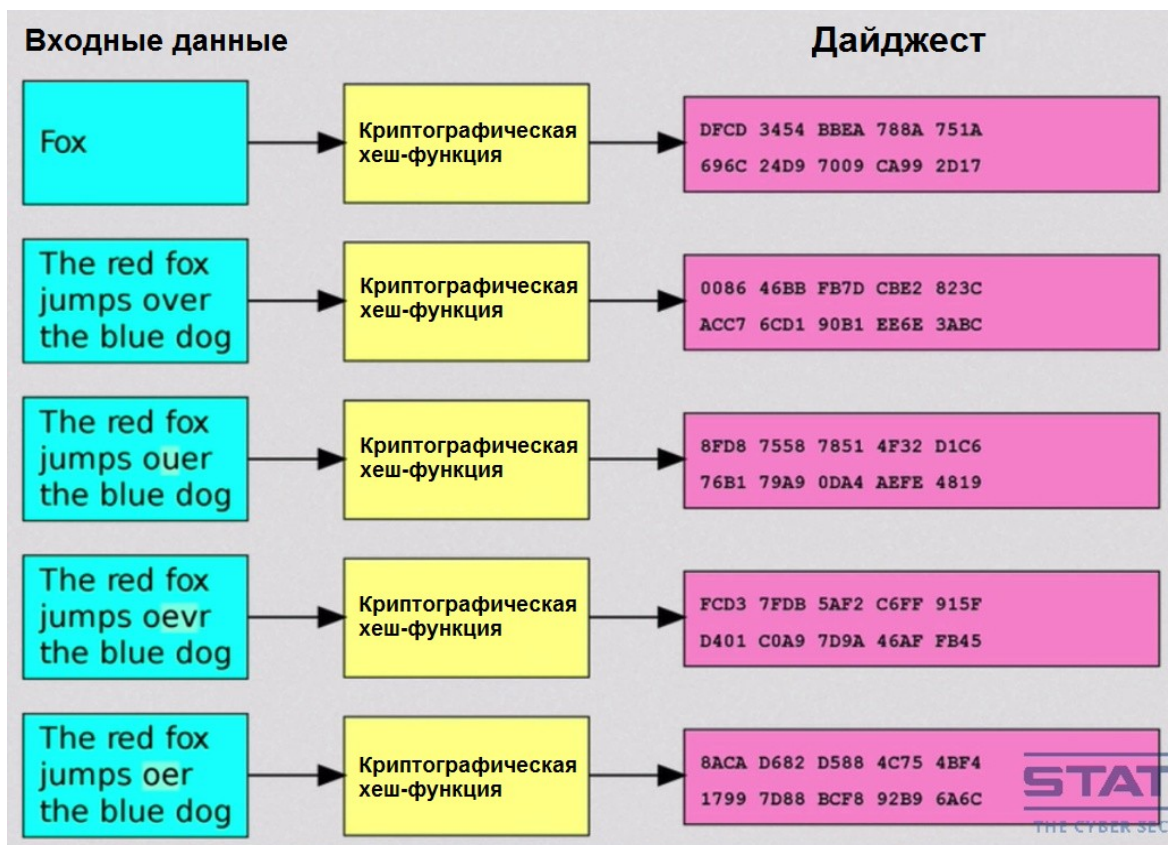 Входные данные
Дайджест
Fox
Криптографическая
хеш-функция
DFCD 3454 BBEA 788A 751A
696C 24D9 7009 CA99 2D17
The red fox
jumps over
the blue dog
Криптографическая
хеш-функция
0086 46BB FB7D CBE2 823C
ACC7 6CD1 90B1 EE6E 3ABC
The red fox
jumps ouer
the blue dog
Криптографическая
хеш-функция
8FD8 7558 7851 4F32 D1C6
76B1 79A9 0DA4 AEFE 4819
The red fox
jumps oevr
the blue dog
Криптографическая
хеш-функция
FCD3 7FDB 5AF2 C6FF 915F
D401 C0A9 7D9A 46AF FB45
The red fox
jumps oer
the blue dog
Криптографическая
хеш-функция
8ACA D682 D588 4C75 4BF4
1799 7D88 BCF8 92B9 6A6C
STAT
THE CYBER SEC